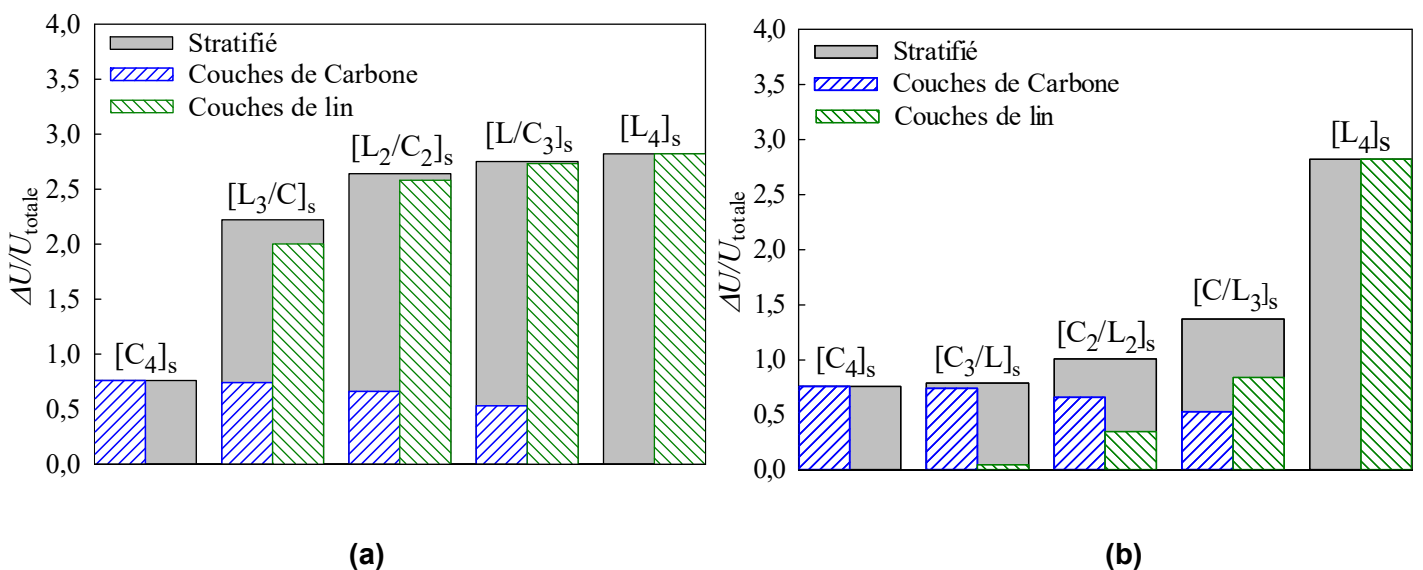 4,0
3,5
3,0
2,5
2,0
1,5
1,0
0,5
0,0
ΔU/U_totale
Stratifié
Couches de Carbone
Couches de lin
[C4]s
[L3/C]s
[L2/C2]s
[L/C3]s
[L4]s
(a)
4,0
3,5
3,0
2,5
2,0
1,5
1,0
0,5
0,0
ΔU/U_totale
Stratifié
Couches de Carbone
Couches de lin
[C4]s
[C3/L]s
[C2/L2]s
[C/L3]s
[L4]s
(b)